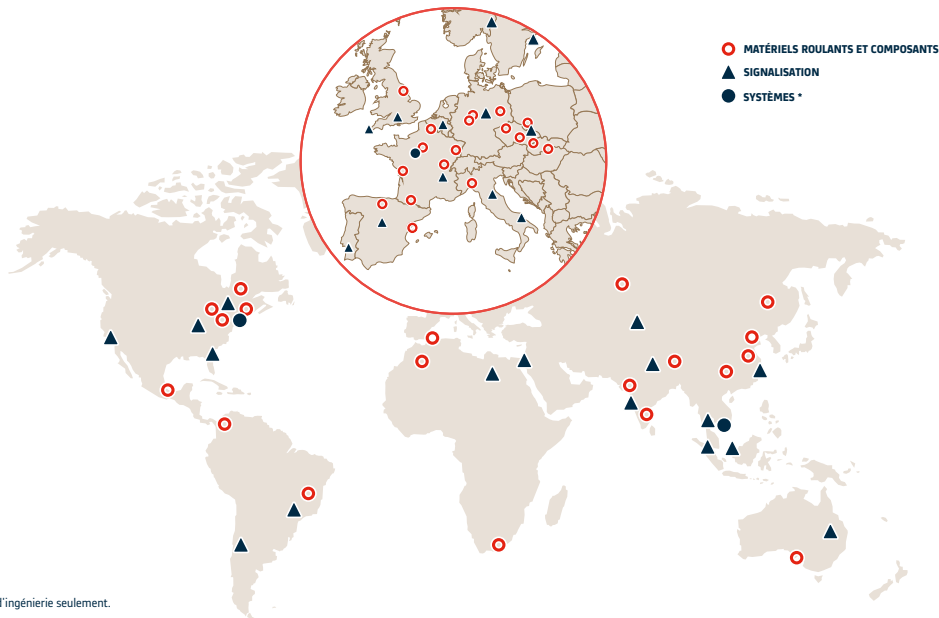 MATÉRIELS ROULANTS ET COMPOSANTS
SIGNALISATION
SYSTÈMES *
d'ingénierie seulement.